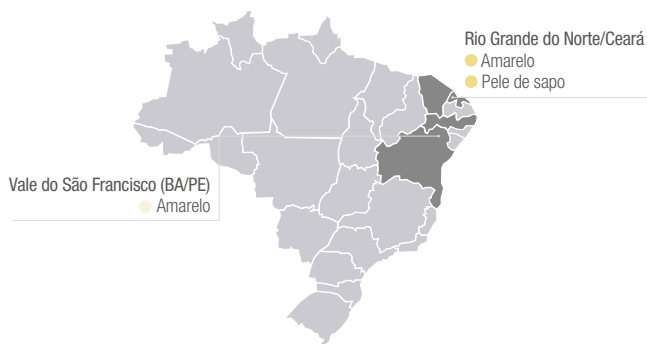 Rio Grande do Norte/Ceará
Amarelo
Pele de sapo
Vale do São Francisco (BA/PE)
Amarelo